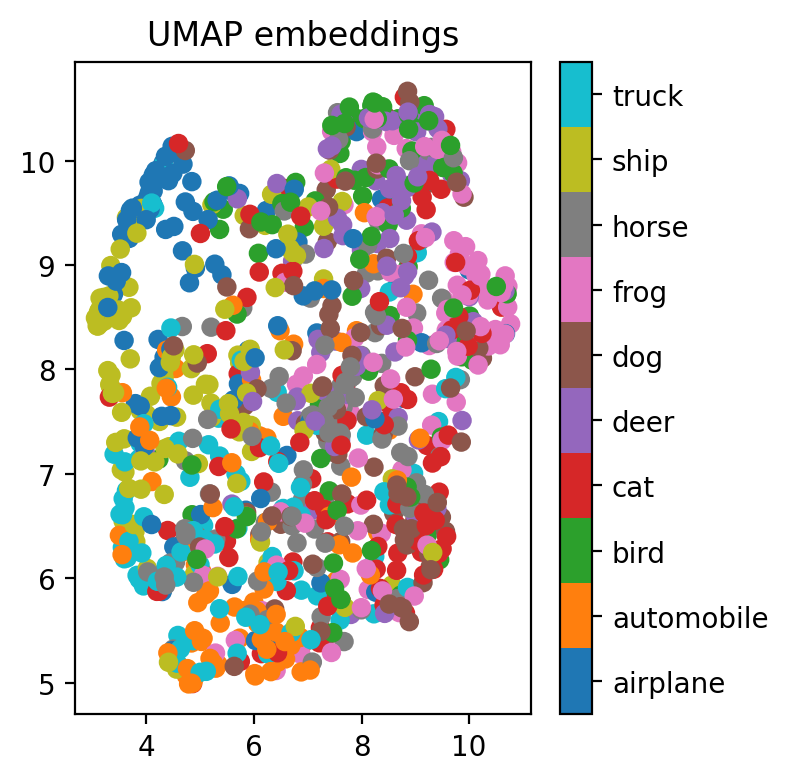 UMAP embeddings
10
9
8
7
6
5
4
6
8
10
truck
ship
horse
frog
dog
deer
cat
bird
automobile
airplane